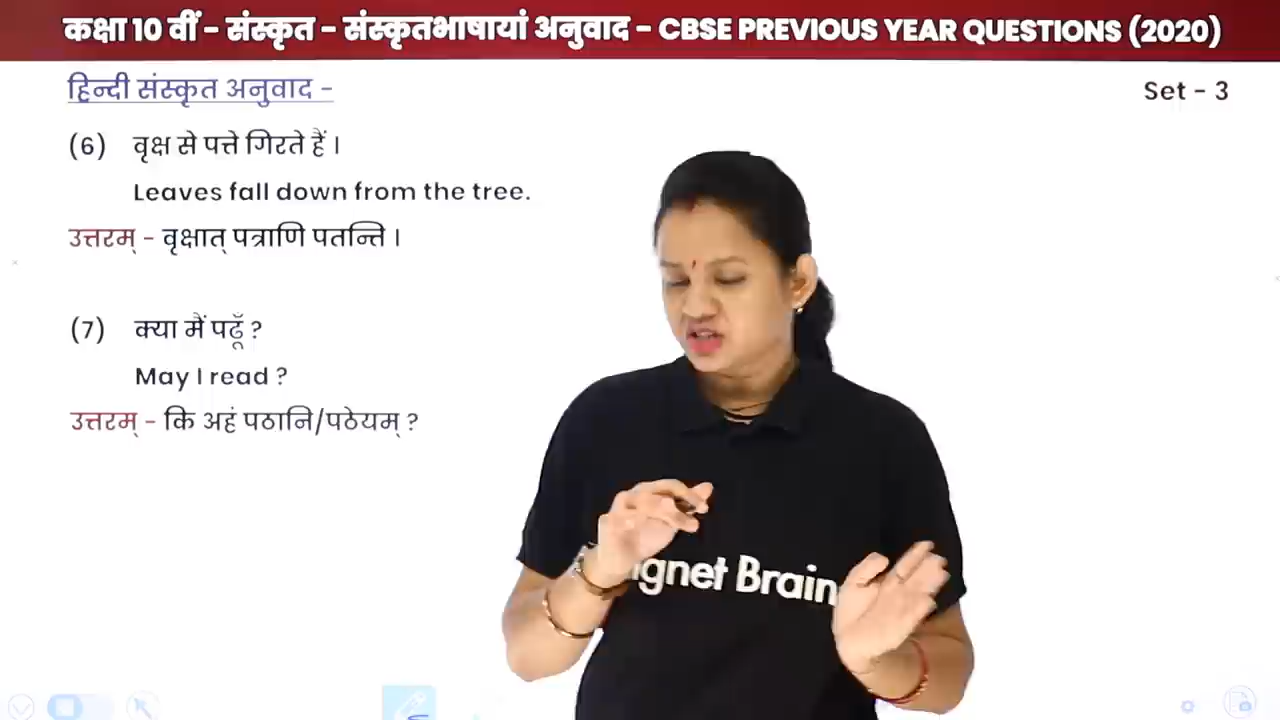 कक्षा 10 वीं - संस्कृत - संस्कृतभाषायां अनुवाद - CBSE PREVIOUS YEAR QUESTIONS (2020)
हिन्दी संस्कृत अनुवाद -
Set - 3
(6) वृक्ष से पत्ते गिरते हैं ।
Leaves fall down from the tree.
उत्तरम् - वृक्षात् पत्राणि पतन्ति ।
(7) क्या मैं पढूँ ?
May I read ?
उत्तरम् - कि अहं पठानि/पठेयम् ?
gnet Brain